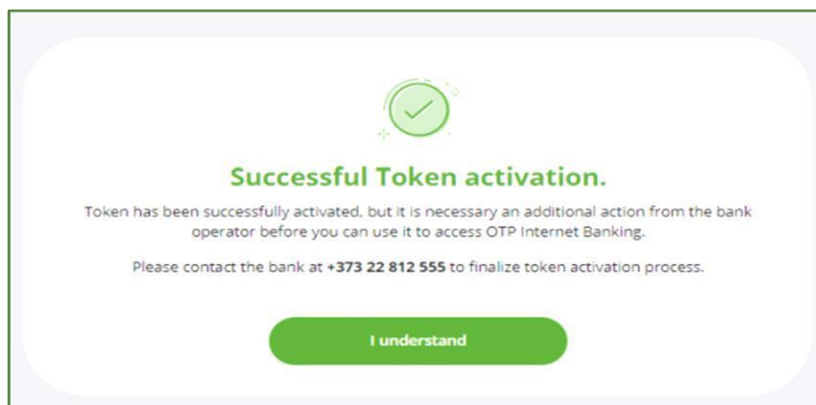 Successful Token activation.
Token has been successfully activated, but it is necessary an additional action from the bank
operator before you can use it to access OTP Internet Banking.
Please contact the bank at +373 22 812 555 to finalize token activation process.
I understand